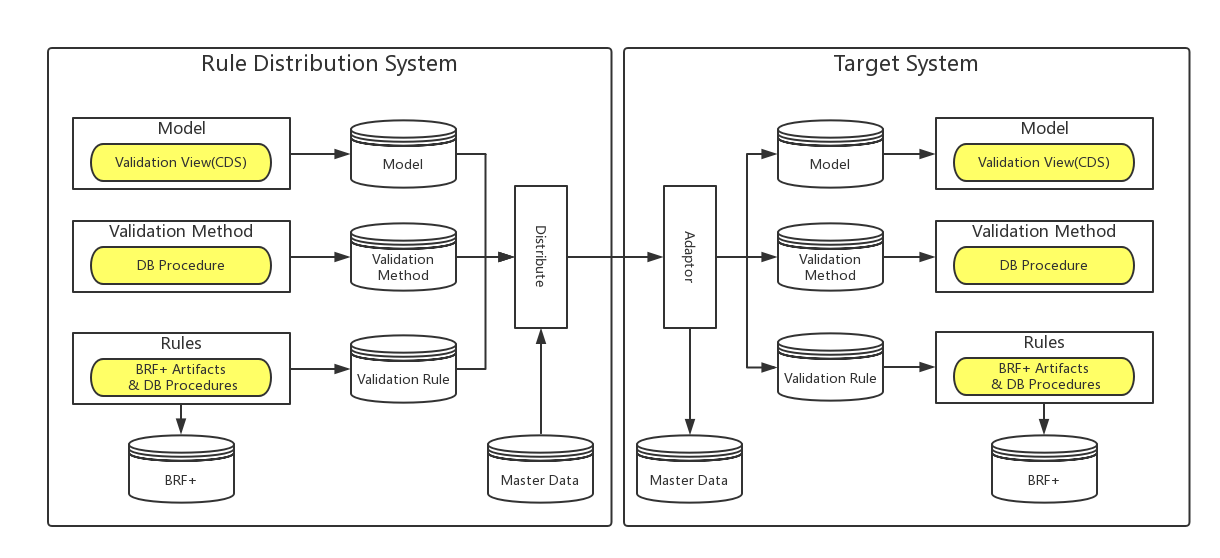 Rule Distribution System
Model
Validation View(CDS)
Model
Validation Method
DB Procedure
Validation
Method
Rules
BRF+ Artifacts
& DB Procedures
Validation Rule
BRF+
Distribute
Master Data
Target System
Adaptor
Master Data
Model
Model
Validation View(CDS)
Validation
Method
Validation Method
DB Procedure
Validation Rule
Rules
BRF+ Artifacts
& DB Procedures
BRF+